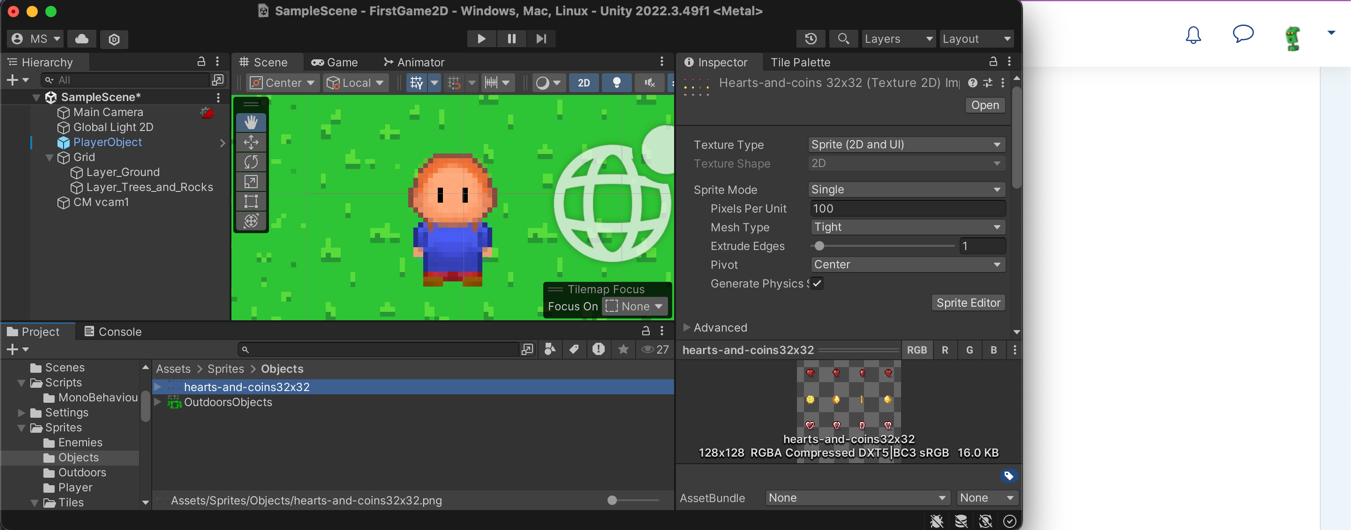 SampleScene - FirstGame2D - Windows, Mac, Linux - Unity 2022.3.49f1 <Metal>
MS
Layers
Layout
Hierarchy
All
SampleScene*
Main Camera
Global Light 2D
PlayerObject
Grid
Layer_Ground
Layer_Trees_and_Rocks
CM vcam1
Scene
Game
Animator
Center
Local
2D
Tilemap Focus
Focus On
None
Inspector
Tile Palette
Hearts-and-coins 32x32 (Texture 2D) Im
Open
Texture Type
Sprite (2D and UI)
Texture Shape
2D
Sprite Mode
Single
Pixels Per Unit
100
Mesh Type
Tight
Extrude Edges
1
Pivot
Center
Generate Physics S
Sprite Editor
Advanced
Project
Console
27
Scenes
Scripts
MonoBehaviou
Settings
Sprites
Enemies
Objects
Outdoors
Player
Tiles
Assets > Sprites > Objects
hearts-and-coins32x32
OutdoorsObjects
Assets/Sprites/Objects/hearts-and-coins32x32.png
hearts-and-coins32x32
RGB
R
G
B
hearts-and-coins32x32
128x128 RGBA Compressed DXT5|BC3 sRGB 16.0 KB
AssetBundle
None
None